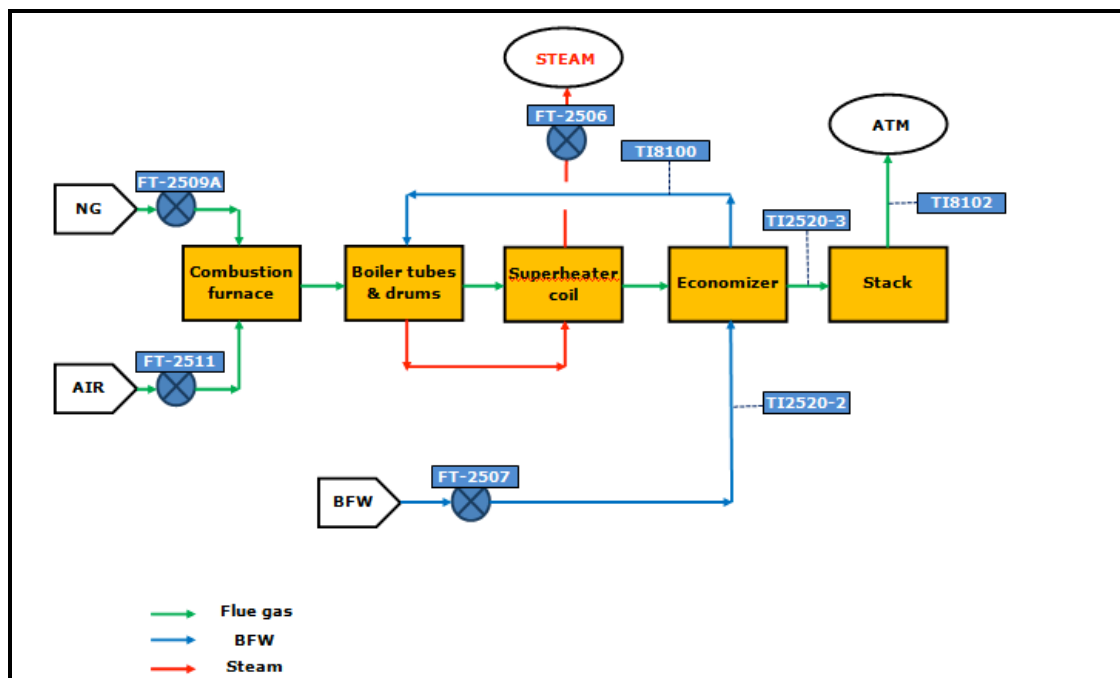 STEAM
FT-2506
ATM
TI8100
FT-2509A
NG
TI8102
TI2520-3
Combustion
furnace
Boiler tubes
& drums
Superheater
coil
Economizer
Stack
FT-2511
AIR
TI2520-2
FT-2507
BFW
Flue gas
BFW
Steam